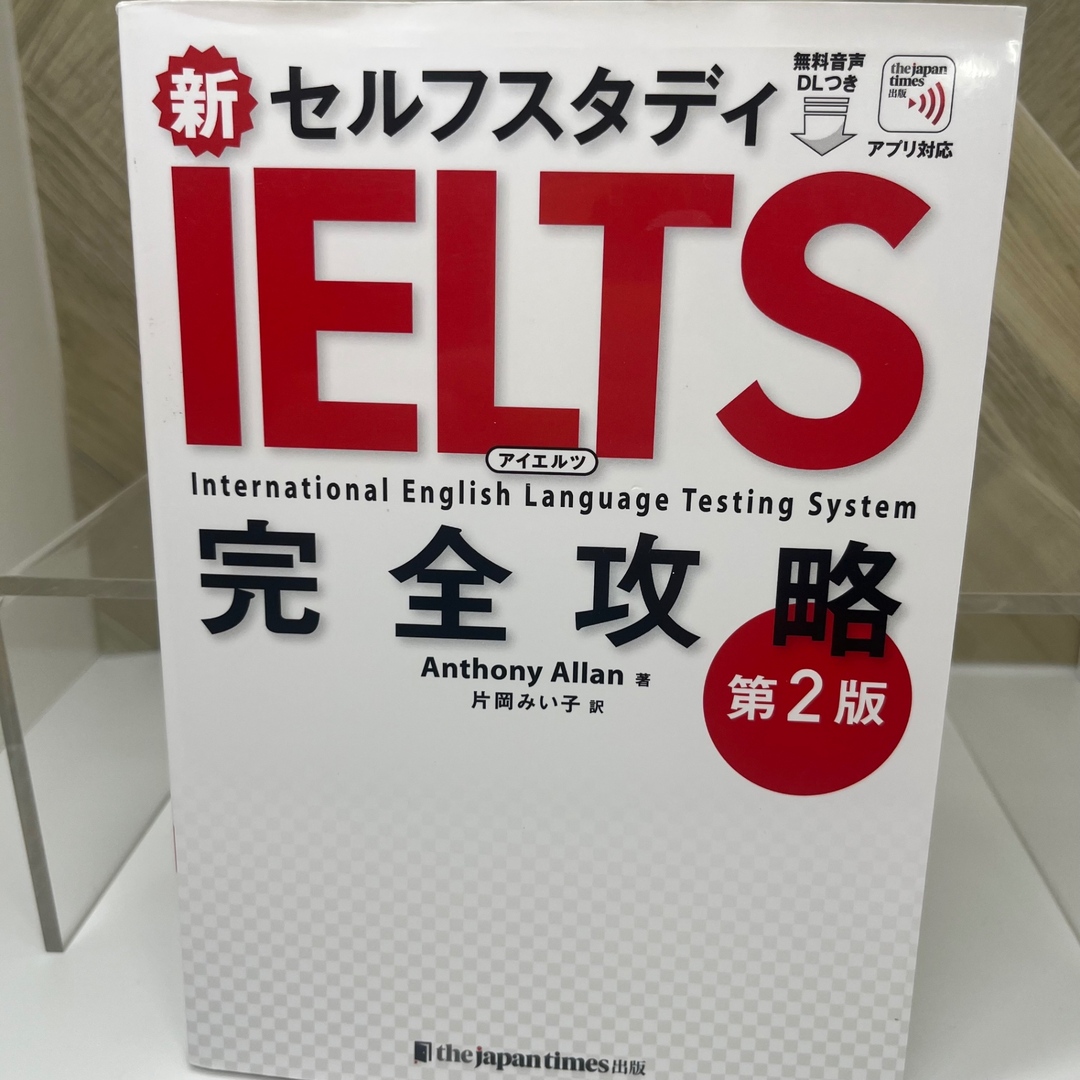 新 セルフスタディ
無料音声
DLつき
the japan
times
出版
アプリ対応
IELTS
アイエルツ
International English Language Testing System
完全攻略
Anthony Allan 著
片岡みい子 訳
第2版
the japan times 出版